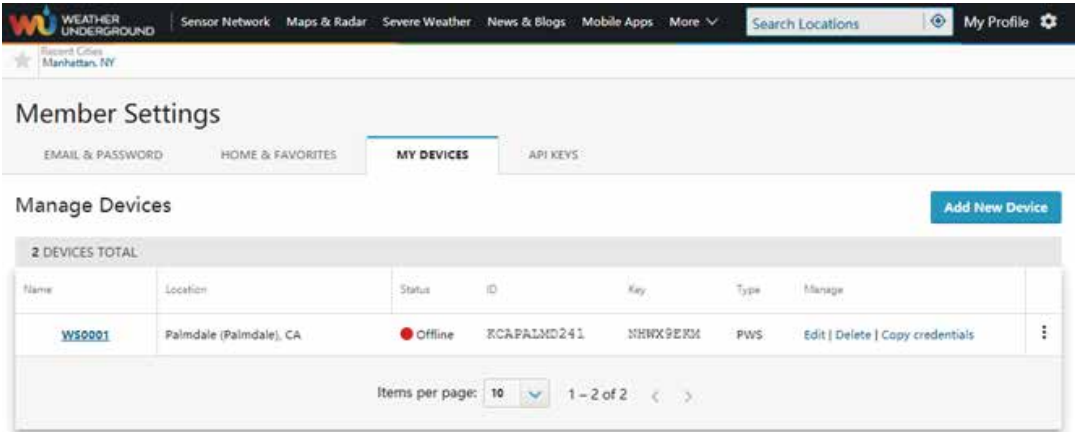 WEATHER UNDERGROUND Sensor Network Maps & Radar Severe Weather News & Blogs Mobile Apps More Search Locations My Profile
Recent Cities
Manhattan, NY
Member Settings
EMAIL & PASSWORD HOME & FAVORITES MY DEVICES API KEYS
Manage Devices Add New Device
2 DEVICES TOTAL
Name Location Status ID Key Type Manage
WS0001 Palmdale (Palmdale), CA Offline KCAPALMD241 NHWX9EKM PWS Edit | Delete | Copy credentials
Items per page: 10 1 – 2 of 2